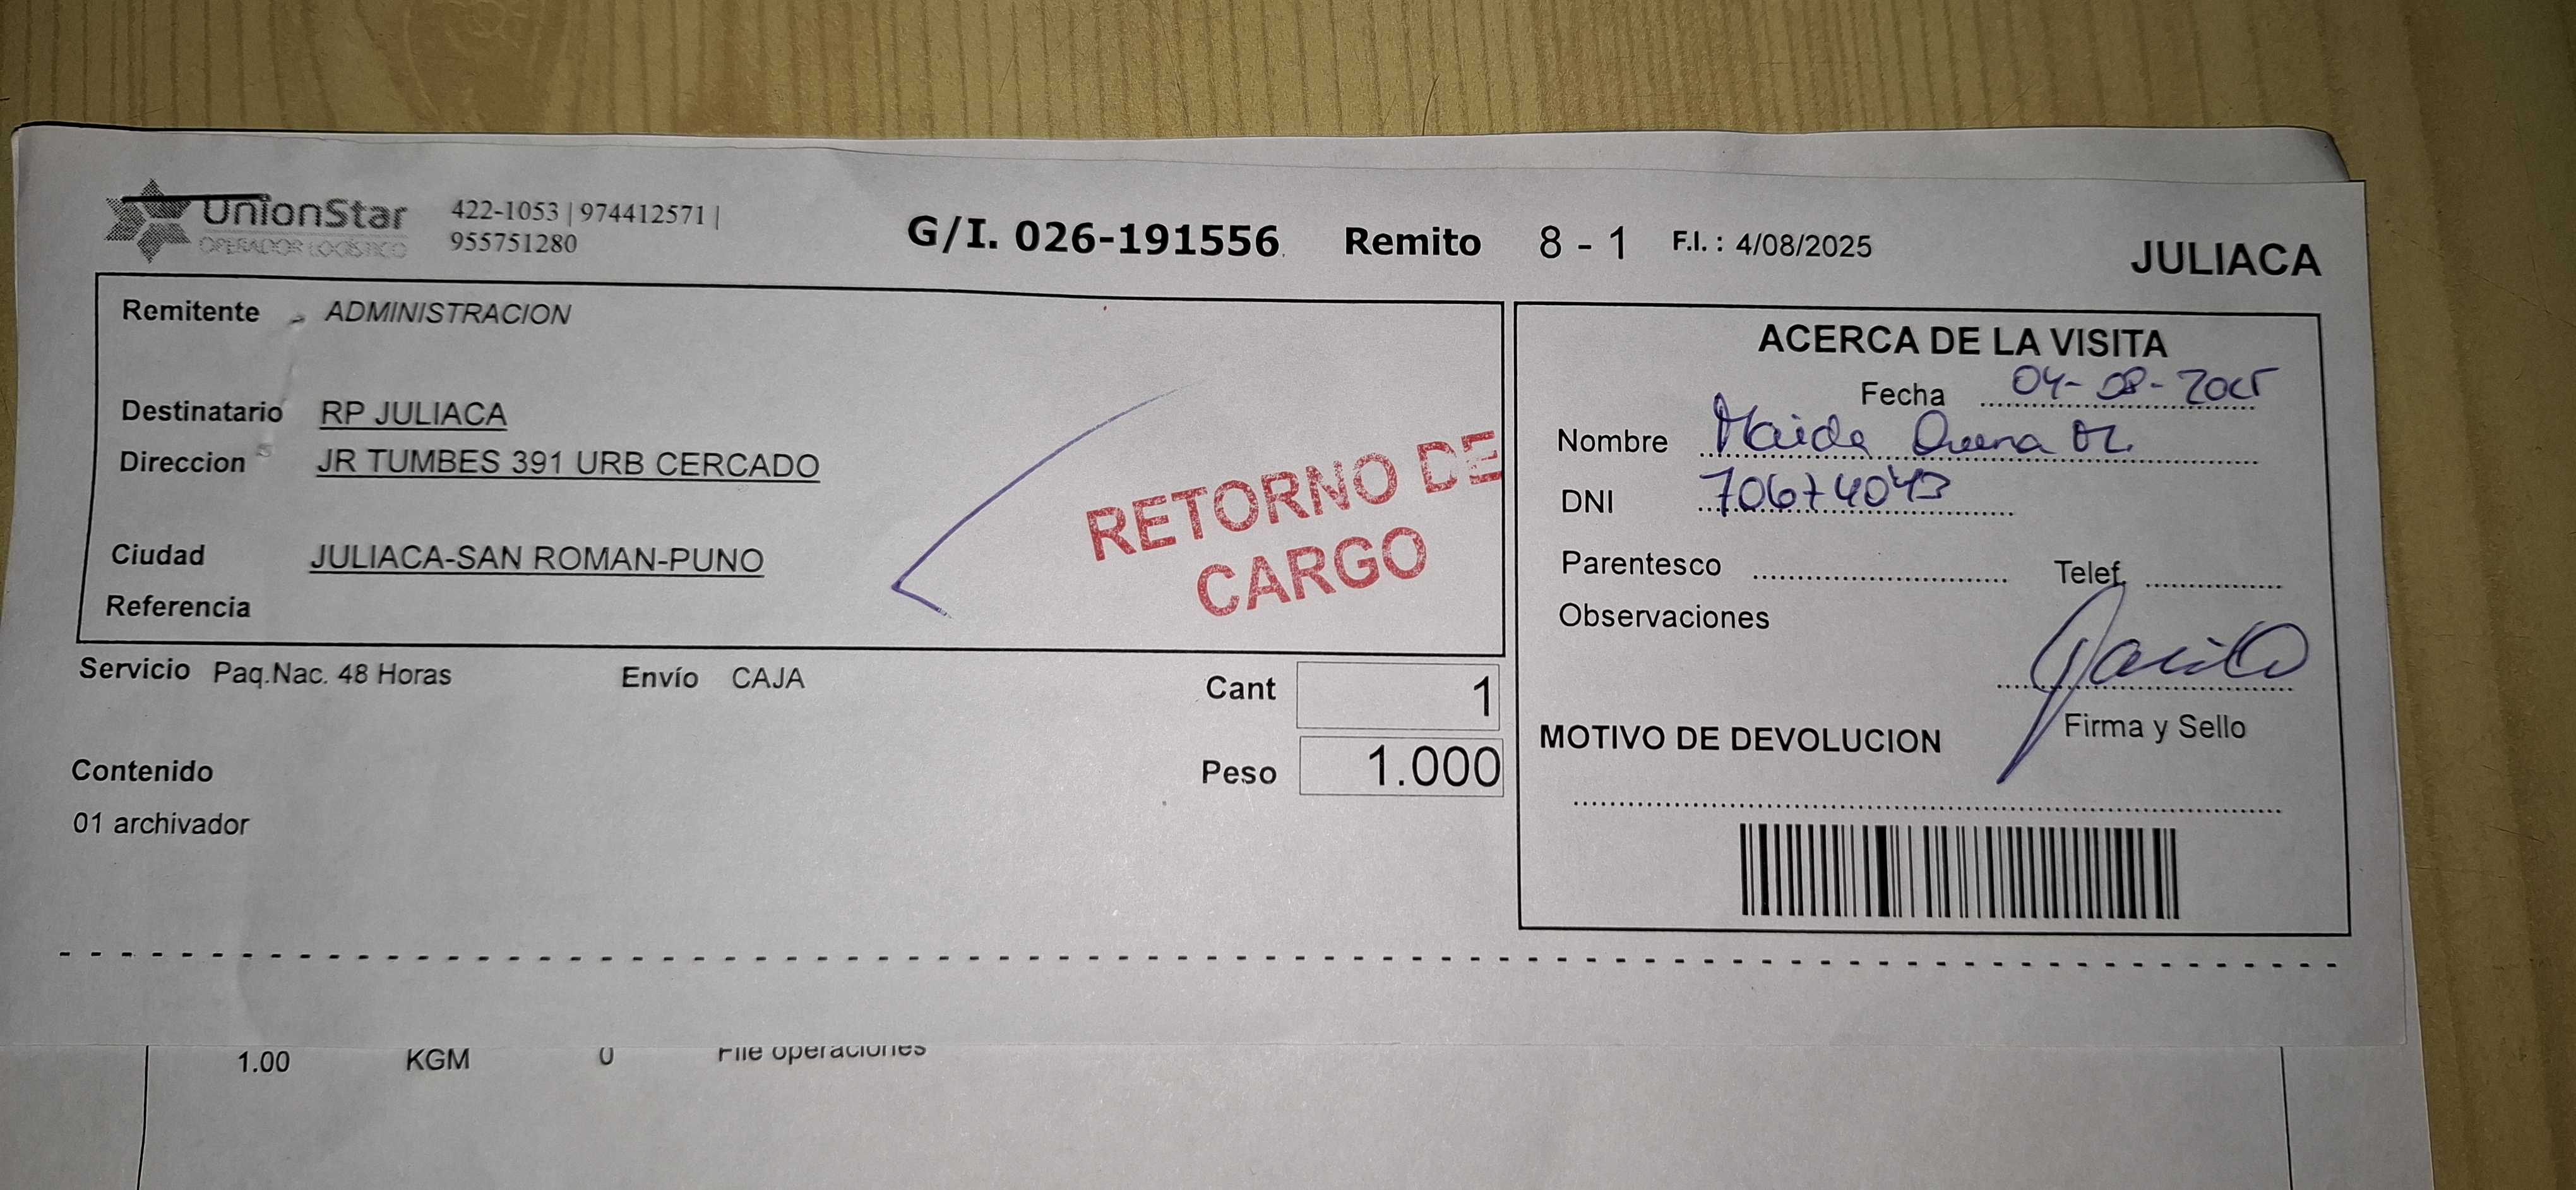 UnionStar
OPERADOR LOGÍSTICO
422-1053 | 974412571 |
955751280
G/I. 026-191556 Remito 8 - 1 F.I. : 4/08/2025
JULIACA
Remitente ADMINISTRACION
Destinatario RP JULIACA
Direccion JR TUMBES 391 URB CERCADO
Ciudad JULIACA-SAN ROMAN-PUNO
Referencia
RETORNO DE
CARGO
Servicio Paq.Nac. 48 Horas Envío CAJA
Cant 1
Peso 1.000
Contenido
01 archivador
ACERCA DE LA VISITA
Fecha 04-08-2025
Nombre Maida
DNI 70674043
Parentesco Telef.
Observaciones
Firma y Sello
MOTIVO DE DEVOLUCION
1.00 KGM 0 File operaciones